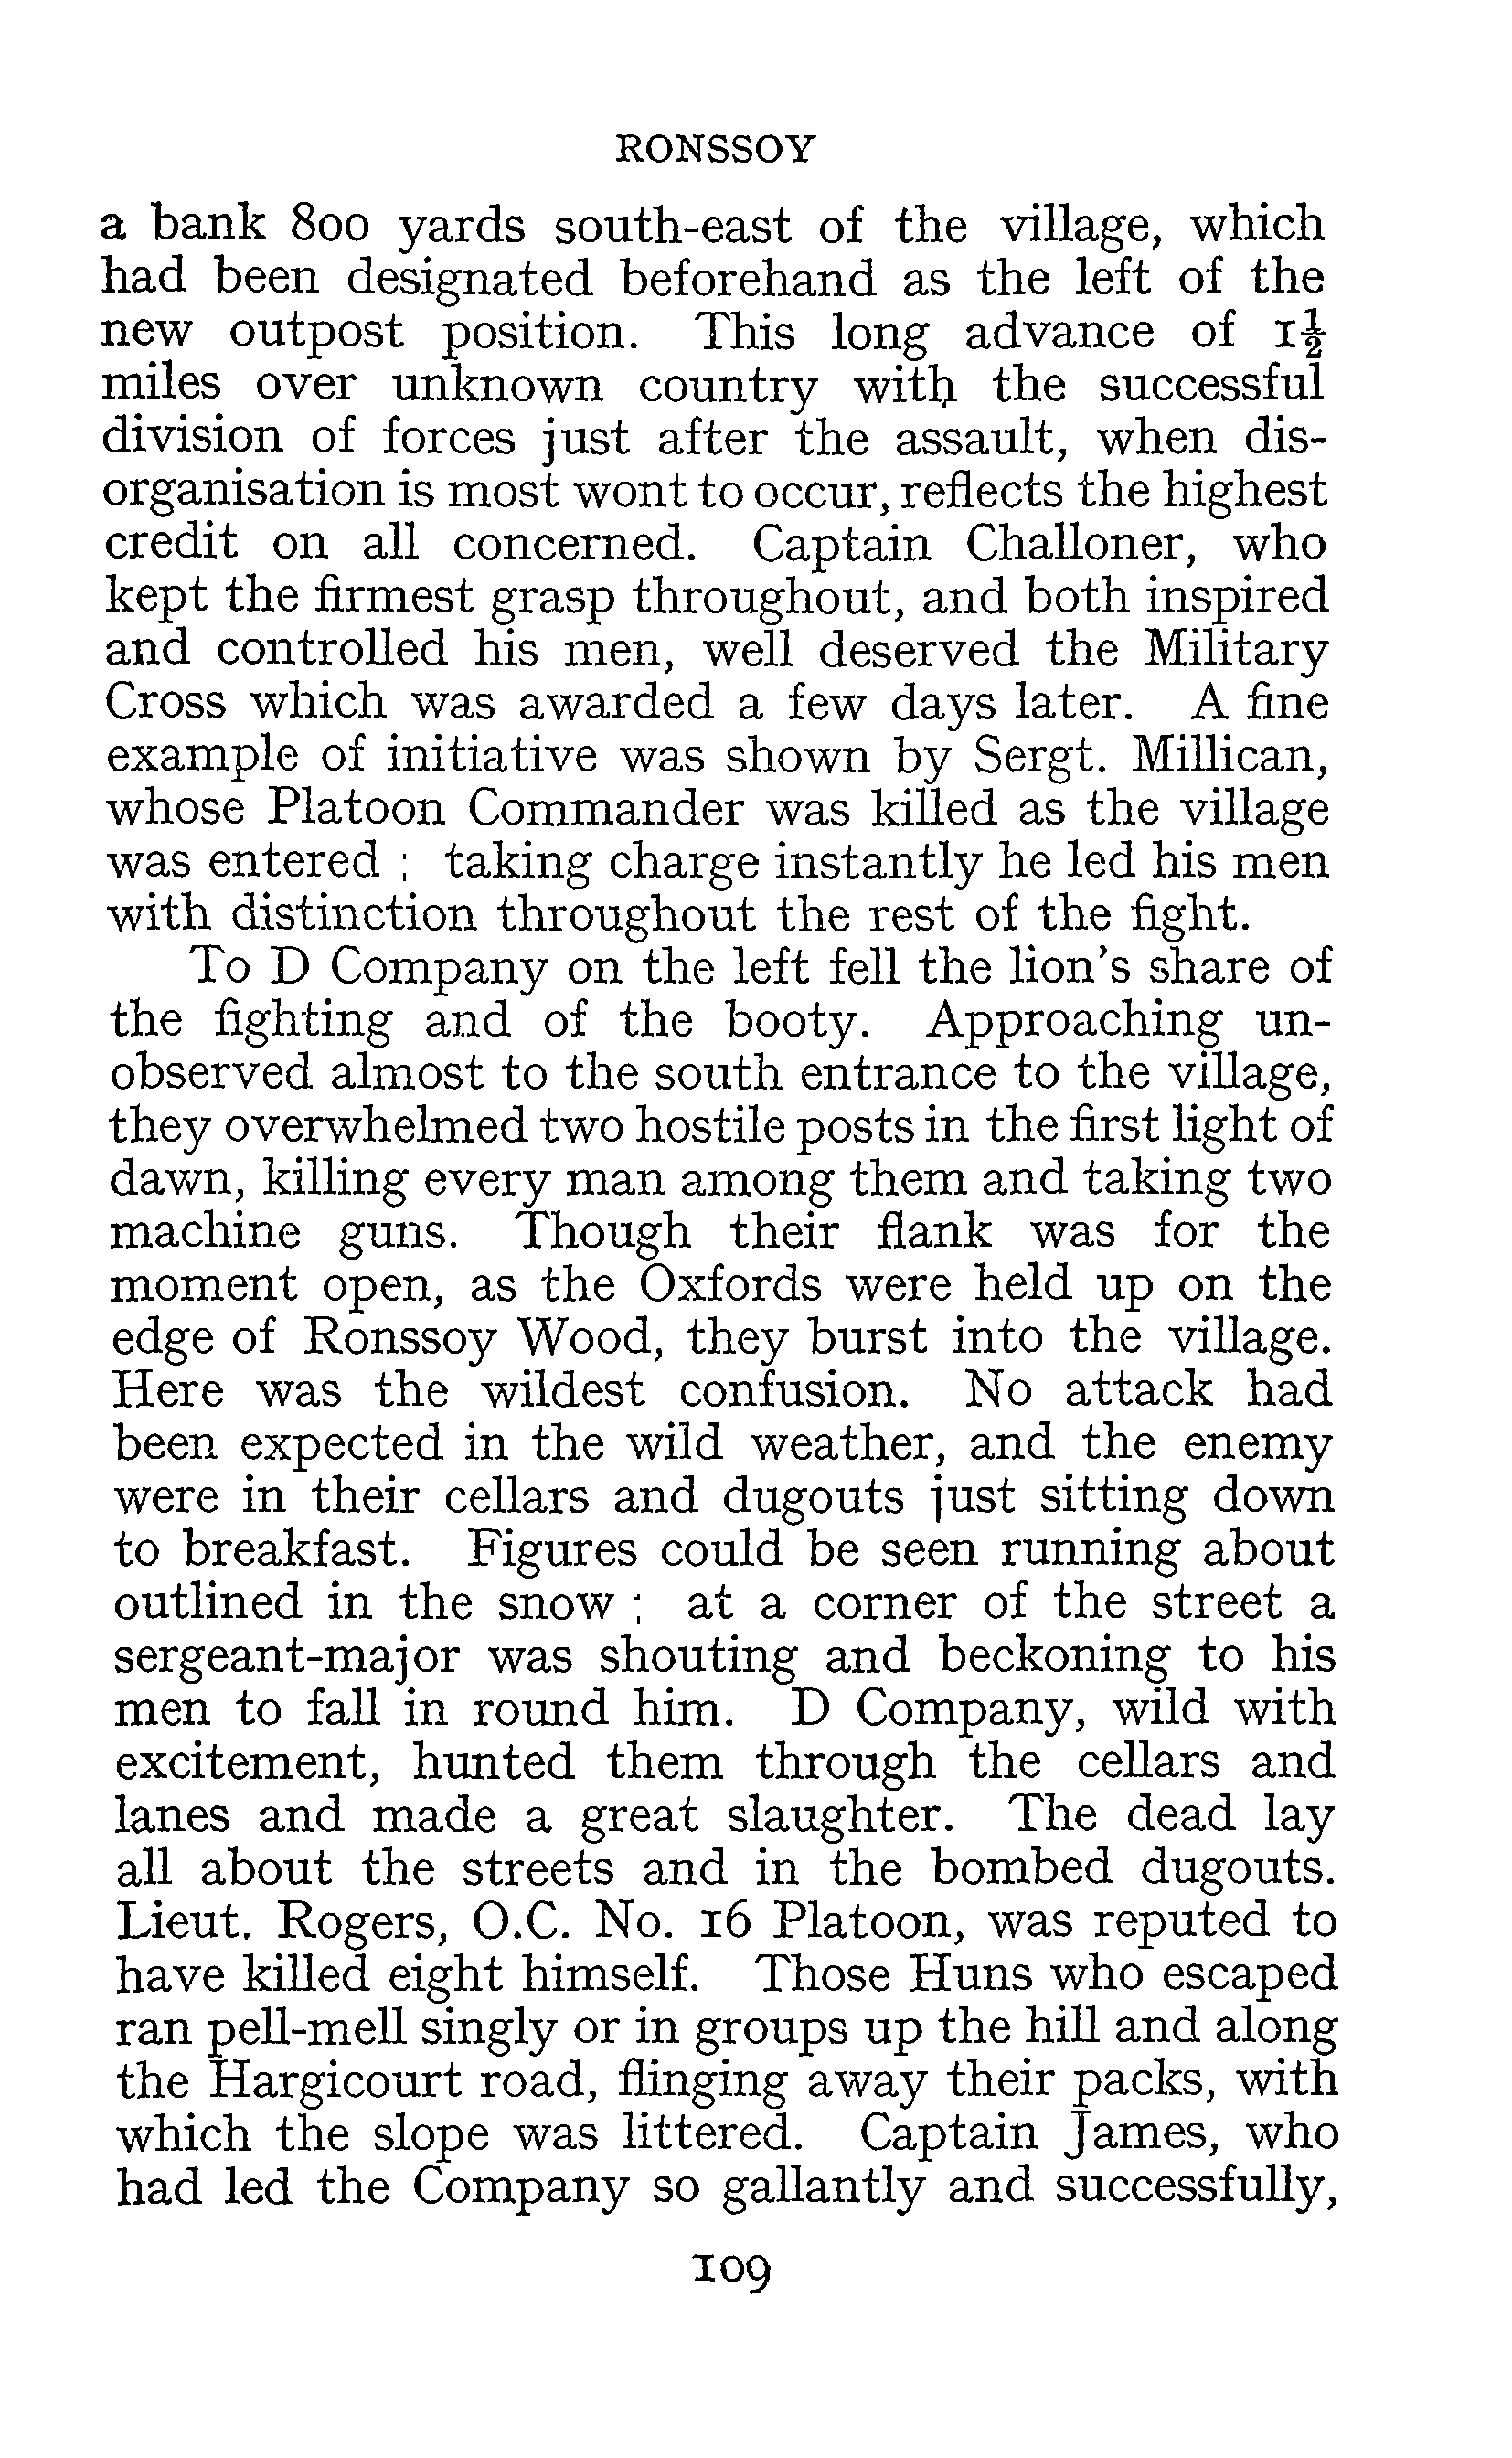 RONSSOY
a bank 800 yards south-east of the village, which
had been designated beforehand as the left of the
new outpost position. This long advance of 1½
miles over unknown country with the successful
division of forces just after the assault, when dis-
organisation is most wont to occur, reflects the highest
credit on all concerned. Captain Challoner, who
kept the firmest grasp throughout, and both inspired
and controlled his men, well deserved the Military
Cross which was awarded a few days later. A fine
example of initiative was shown by Sergt. Millican,
whose Platoon Commander was killed as the village
was entered ; taking charge instantly he led his men
with distinction throughout the rest of the fight.
To D Company on the left fell the lion's share of
the fighting and of the booty. Approaching un-
observed almost to the south entrance to the village,
they overwhelmed two hostile posts in the first light of
dawn, killing every man among them and taking two
machine guns. Though their flank was for the
moment open, as the Oxfords were held up on the
edge of Ronssoy Wood, they burst into the village.
Here was the wildest confusion. No attack had
been expected in the wild weather, and the enemy
were in their cellars and dugouts just sitting down
to breakfast. Figures could be seen running about
outlined in the snow ; at a corner of the street a
sergeant-major was shouting and beckoning to his
men to fall in round him. D Company, wild with
excitement, hunted them through the cellars and
lanes and made a great slaughter. The dead lay
all about the streets and in the bombed dugouts.
Lieut. Rogers, O.C. No. 16 Platoon, was reputed to
have killed eight himself. Those Huns who escaped
ran pell-mell singly or in groups up the hill and along
the Hargicourt road, flinging away their packs, with
which the slope was littered. Captain James, who
had led the Company so gallantly and successfully,
109